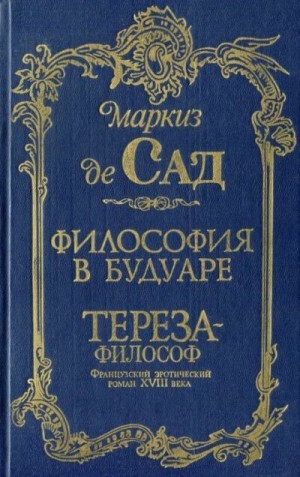 Маркиз
де САД
ФИЛОСОФИЯ
В БУДУАРЕ
ТЕРЕЗА-
ФИЛОСОФ
Французский эротический
роман XVIII века